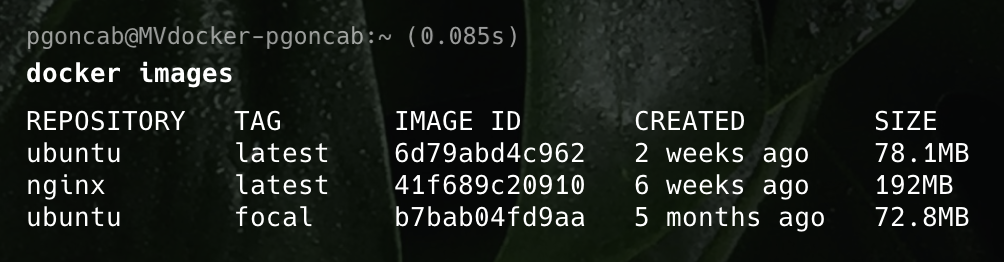 pgoncab@MVdocker-pgoncab:~ (0.085s)
docker images
REPOSITORY TAG IMAGE ID CREATED SIZE
ubuntu latest 6d79abd4c962 2 weeks ago 78.1MB
nginx latest 41f689c20910 6 weeks ago 192MB
ubuntu focal b7bab04fd9aa 5 months ago 72.8MB